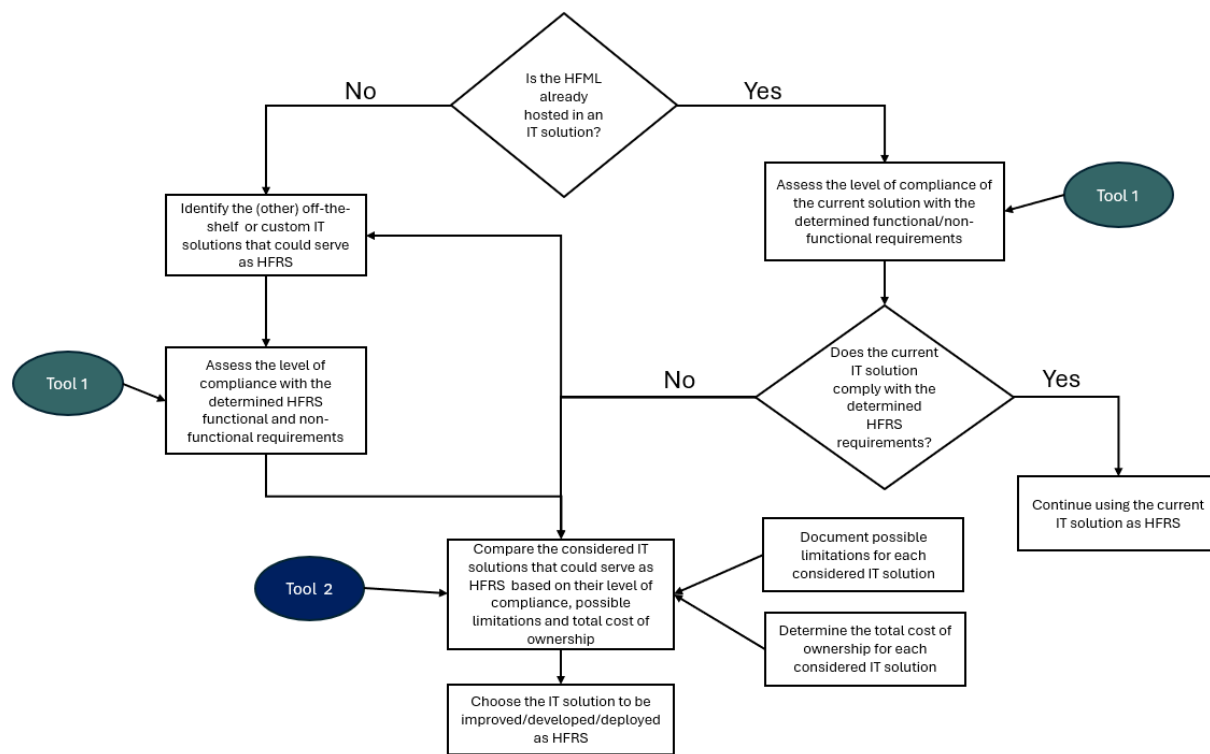 Is the HFML
already
hosted in an
IT solution?
No
Yes
Identify the (other) off-the-
shelf or custom IT
solutions that could serve
as HFRS
Assess the level of compliance of
the current solution with the
determined functional/non-
functional requirements
Tool 1
Tool 1
Assess the level of
compliance with the
determined HFRS
functional and non-
functional requirements
No
Does the current
IT solution
comply with the
determined
HFRS
requirements?
Yes
Continue using the current
IT solution as HFRS
Tool 2
Compare the considered IT
solutions that could serve as
HFRS based on their level of
compliance, possible
limitations and total cost of
ownership
Document possible
limitations for each
considered IT solution
Determine the total cost of
ownership for each
considered IT solution
Choose the IT solution to be
improved/developed/deployed
as HFRS